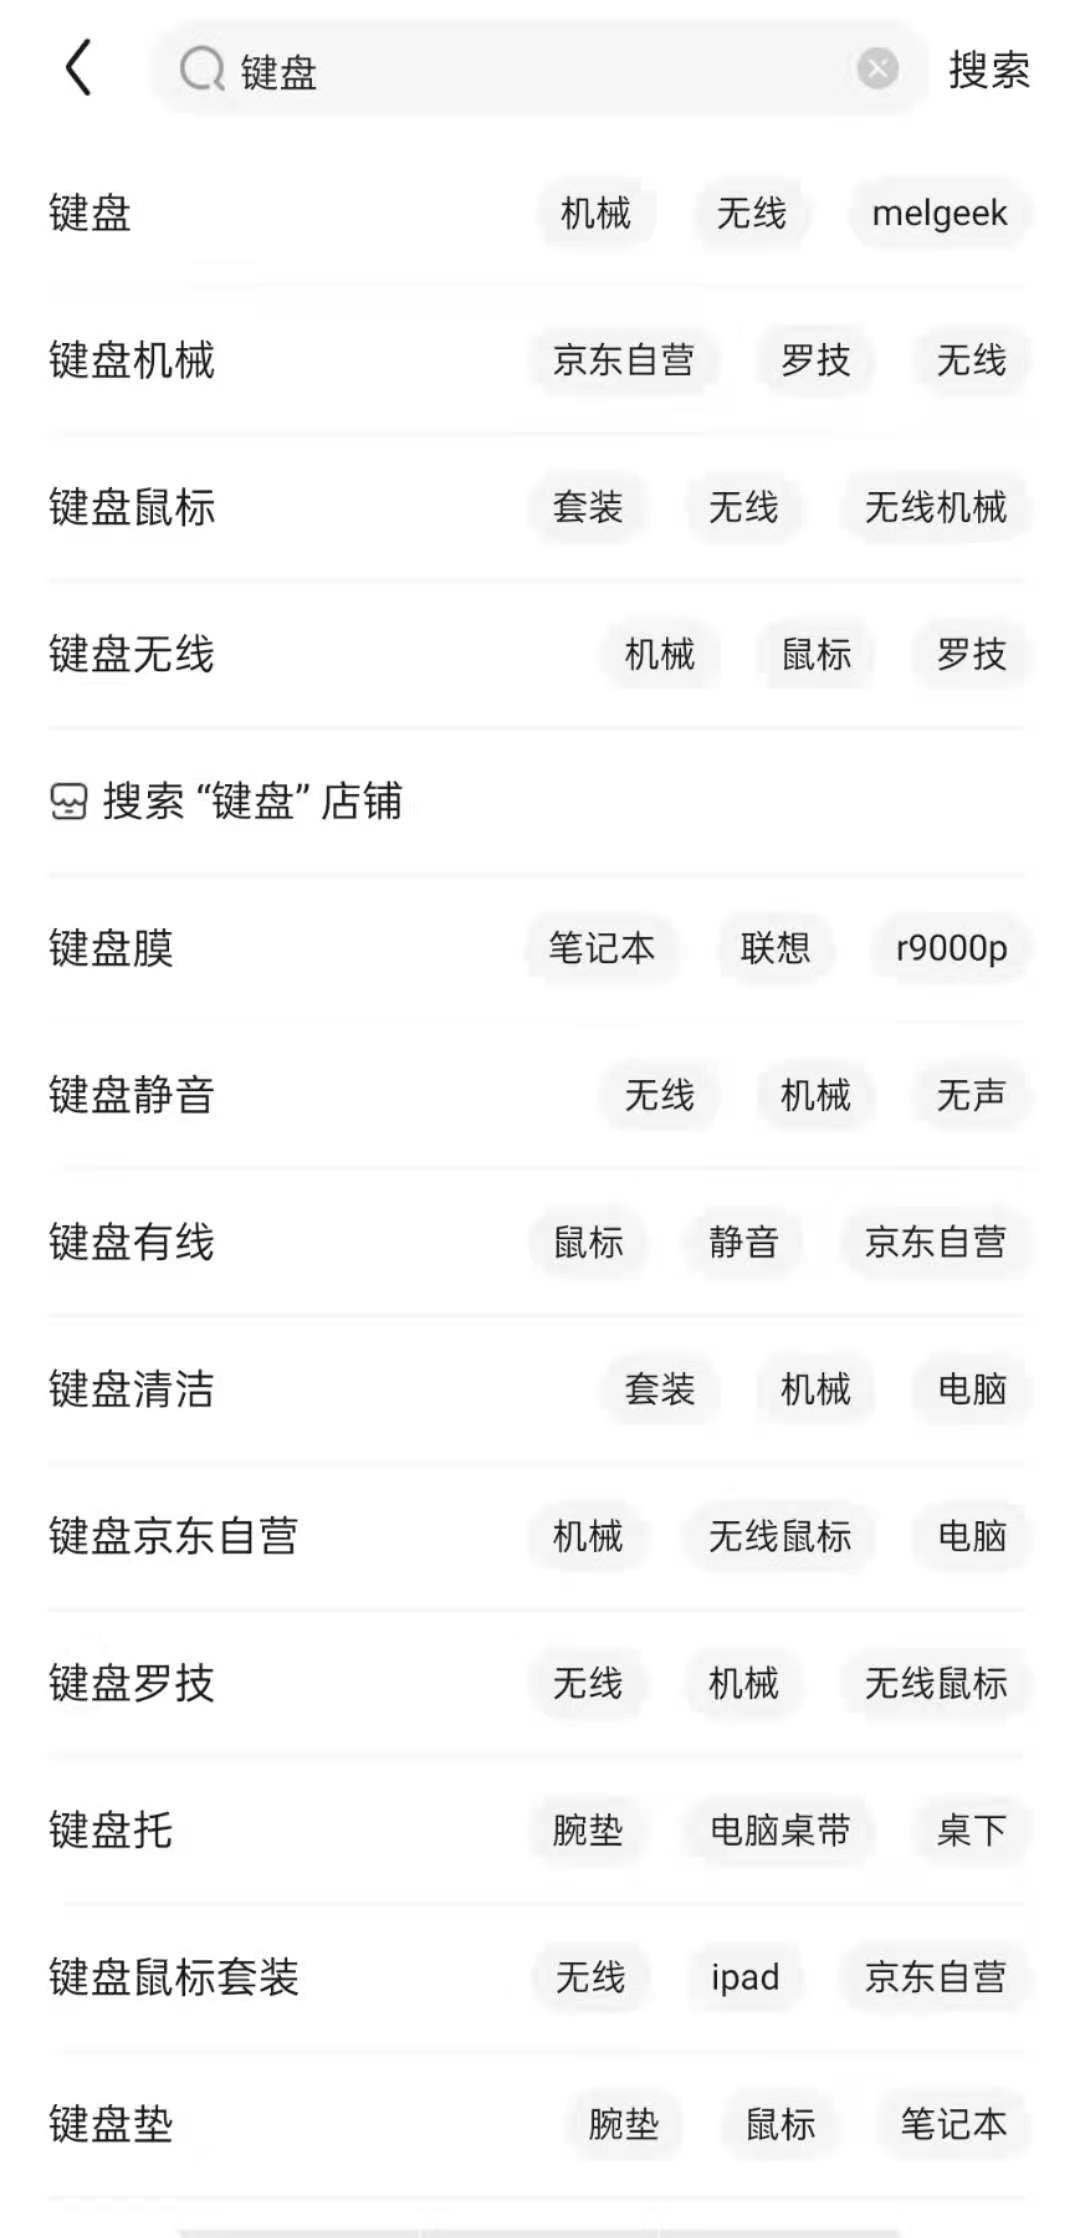 键盘 搜索
键盘 机械 无线 melgeek
键盘机械 京东自营 罗技 无线
键盘鼠标 套装 无线 无线机械
键盘无线 机械 鼠标 罗技
搜索 “键盘” 店铺
键盘膜 笔记本 联想 r9000p
键盘静音 无线 机械 无声
键盘有线 鼠标 静音 京东自营
键盘清洁 套装 机械 电脑
键盘京东自营 机械 无线鼠标 电脑
键盘罗技 无线 机械 无线鼠标
键盘托 腕垫 电脑桌带 桌下
键盘鼠标套装 无线 ipad 京东自营
键盘垫 腕垫 鼠标 笔记本